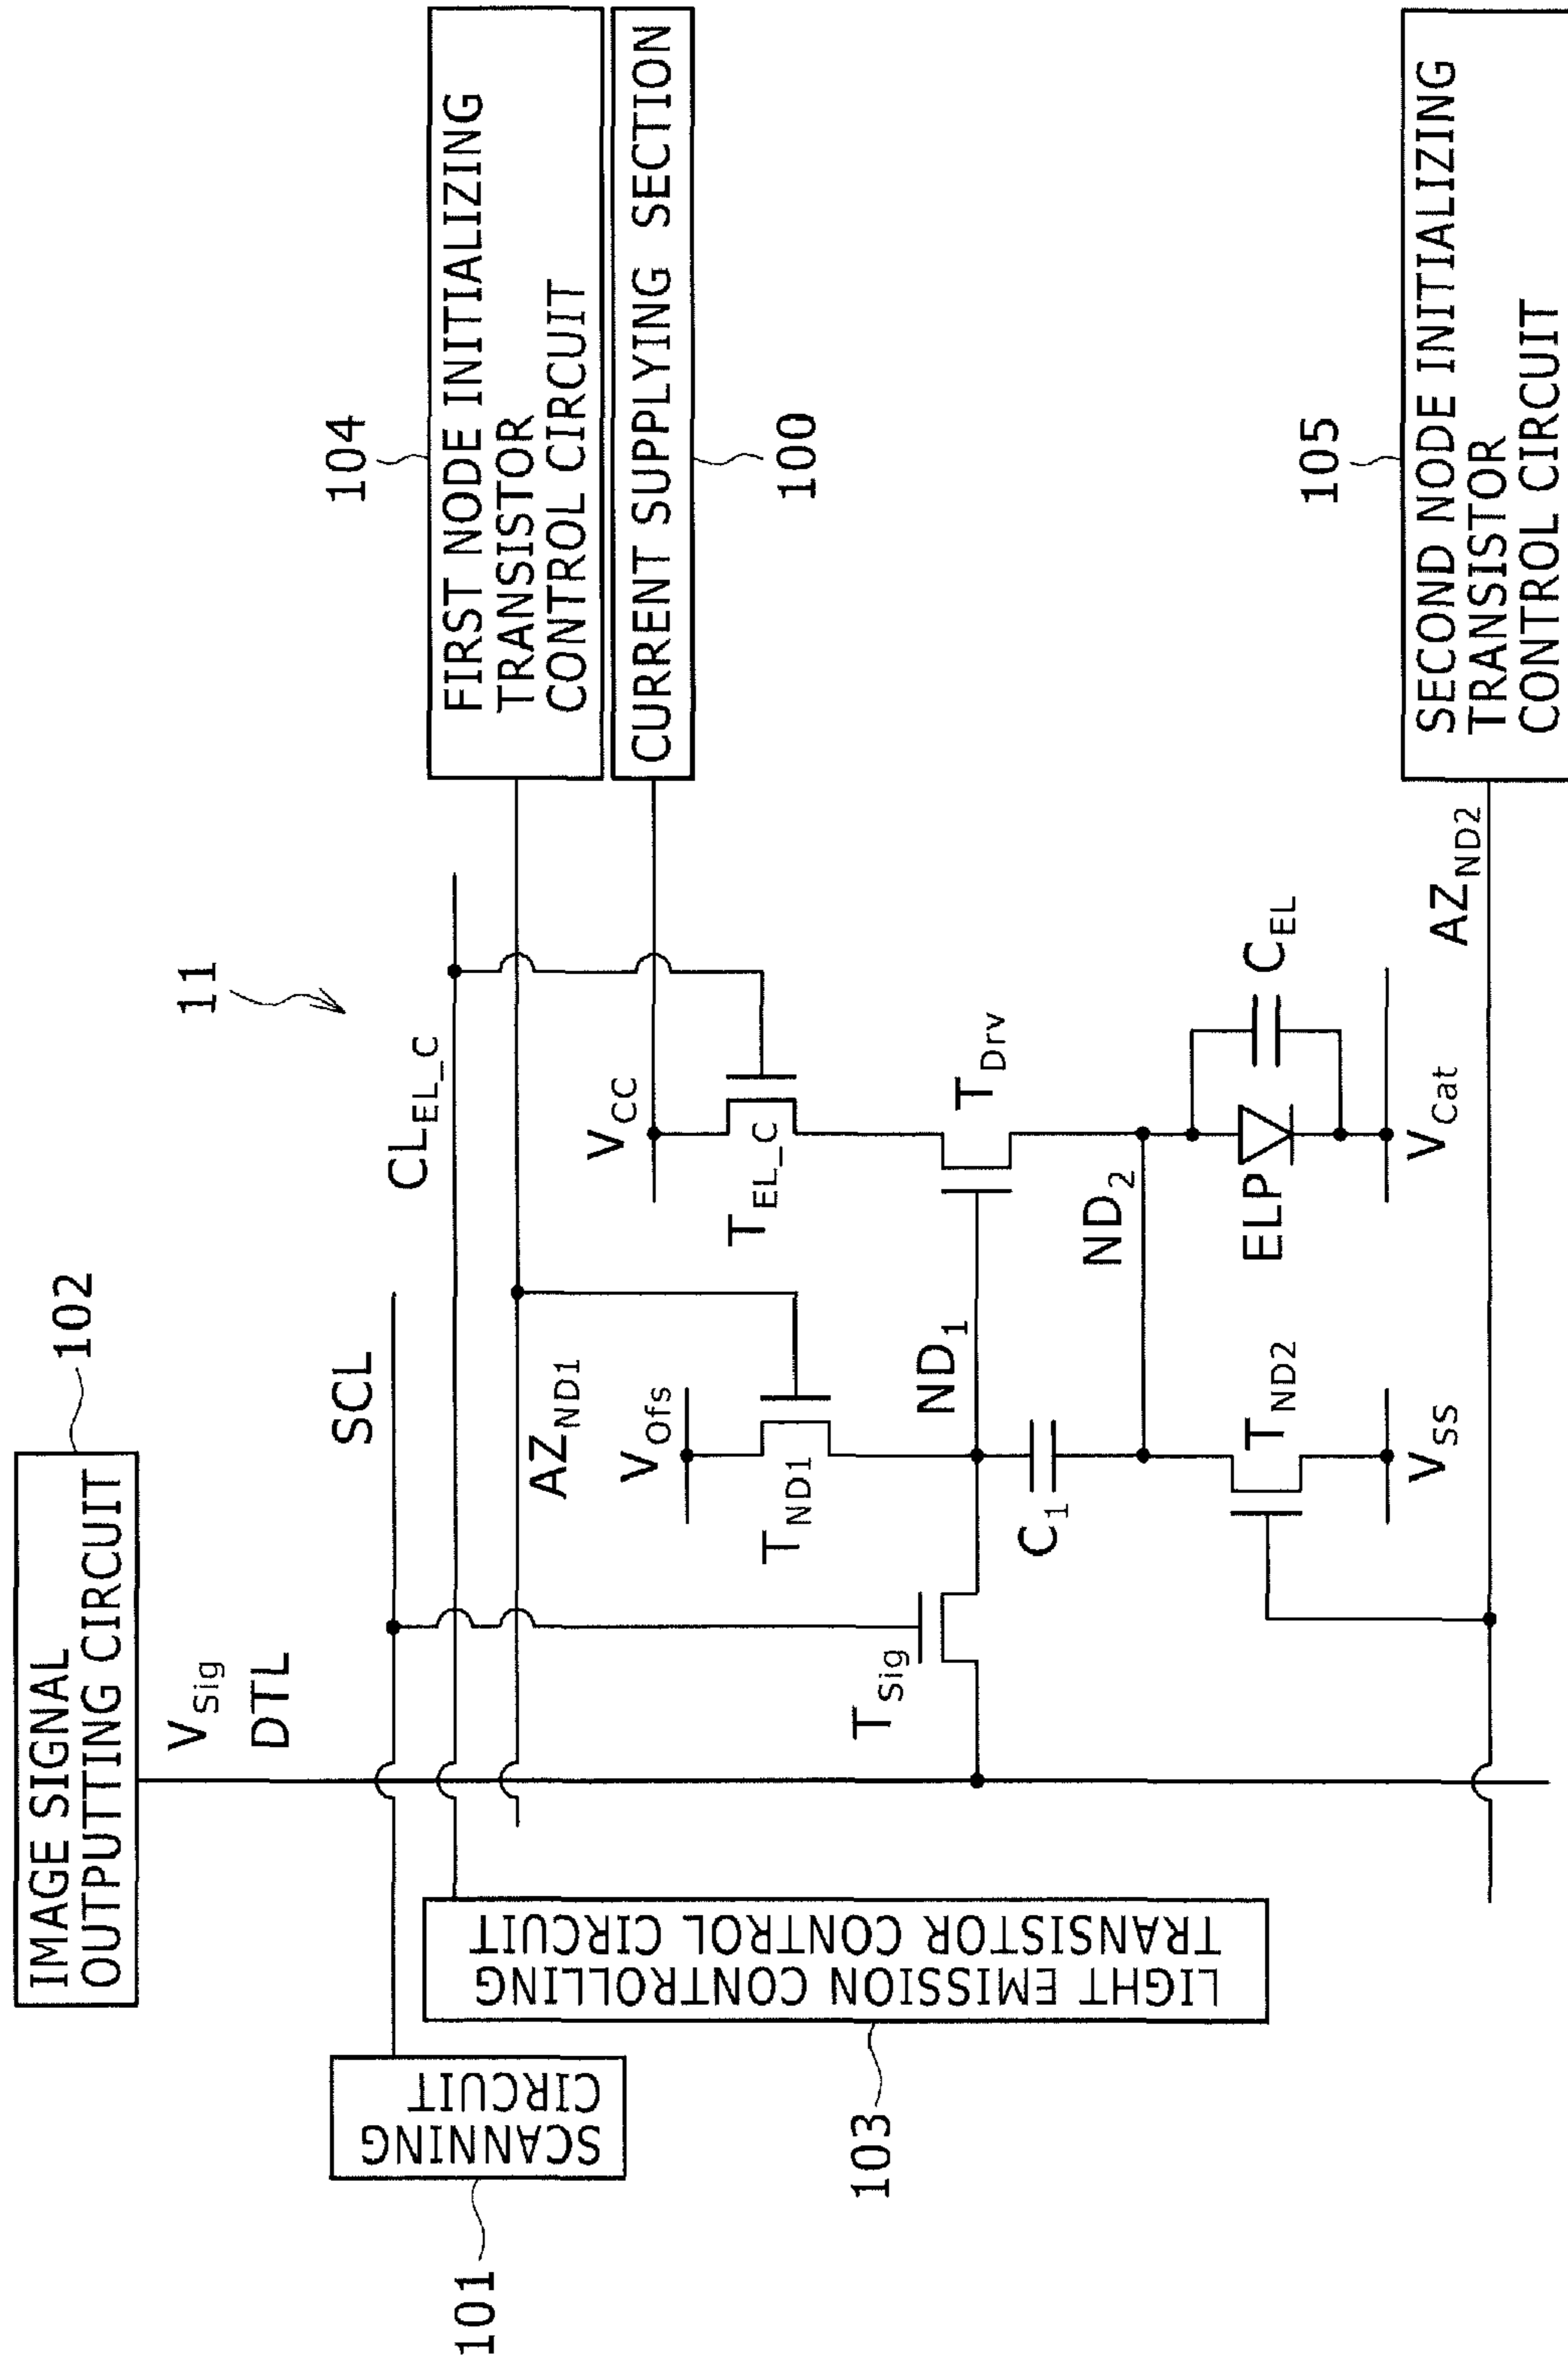 IMAGE SIGNAL
OUTPUTTING CIRCUIT
102
V_Sig
DTL
101
SCANNING
CIRCUIT
103
LIGHT EMISSION CONTROLLING
TRANSISTOR CONTROL CIRCUIT
SCL
CL_EL_C
11
104
FIRST NODE INITIALIZING
TRANSISTOR
CONTROL CIRCUIT
CURRENT SUPPLYING SECTION
100
AZ_ND1
V_Ofs
V_CC
T_ND1
T_EL_C
T_Sig
ND_1
T_Drv
C_1
ND_2
T_ND2
ELP
C_EL
V_SS
V_Cat
AZ_ND2
105
SECOND NODE INITIALIZING
TRANSISTOR
CONTROL CIRCUIT